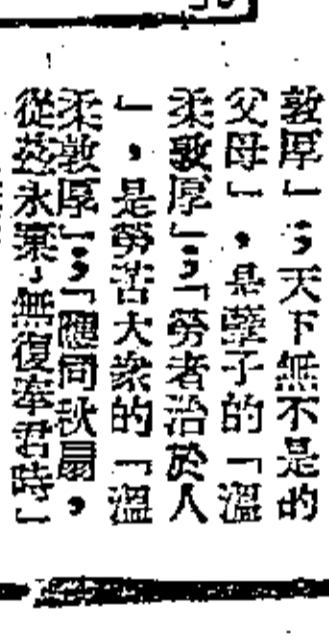 敦厚」；天下無不是的
父母」，是孽子的「溫
柔敦厚」；「勞者治於人
」，是勞苦大衆的「溫
柔敦厚」；「應同秋扇，
從茲永棄，無復奉君時」